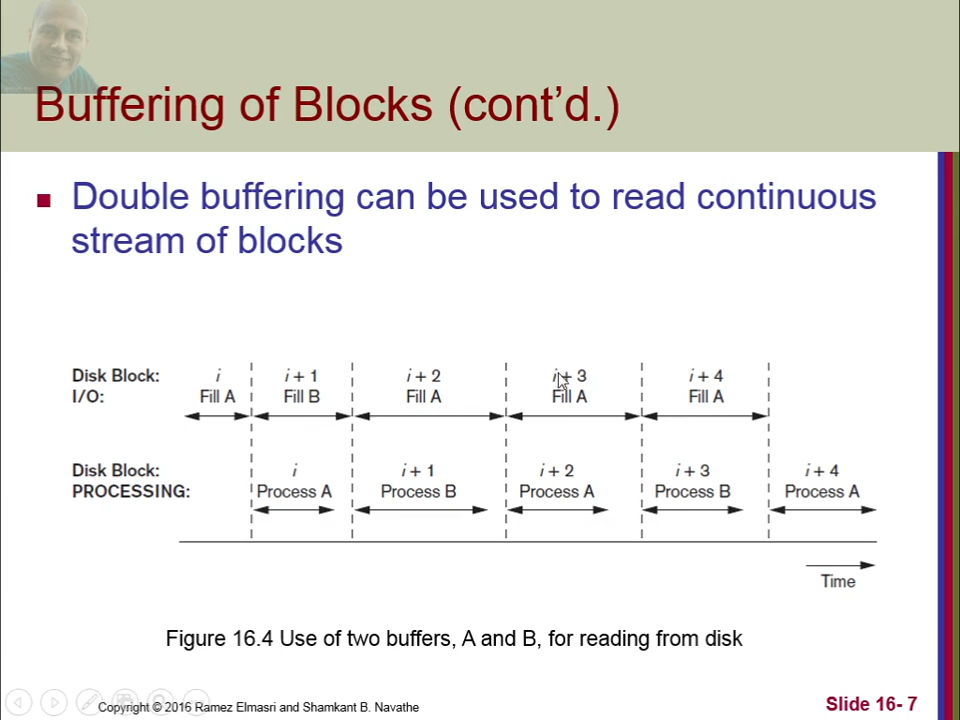 Buffering of Blocks (cont'd.)
Double buffering can be used to read continuous
stream of blocks
Disk Block: i i + 1 i + 2 i + 3 i + 4
I/O: Fill A Fill B Fill A Fill A Fill A
Disk Block: i i + 1 i + 2 i + 3 i + 4
PROCESSING: Process A Process B Process A Process B Process A
Time
Figure 16.4 Use of two buffers, A and B, for reading from disk
Copyright © 2016 Ramez Elmasri and Shamkant B. Navathe
Slide 16- 7